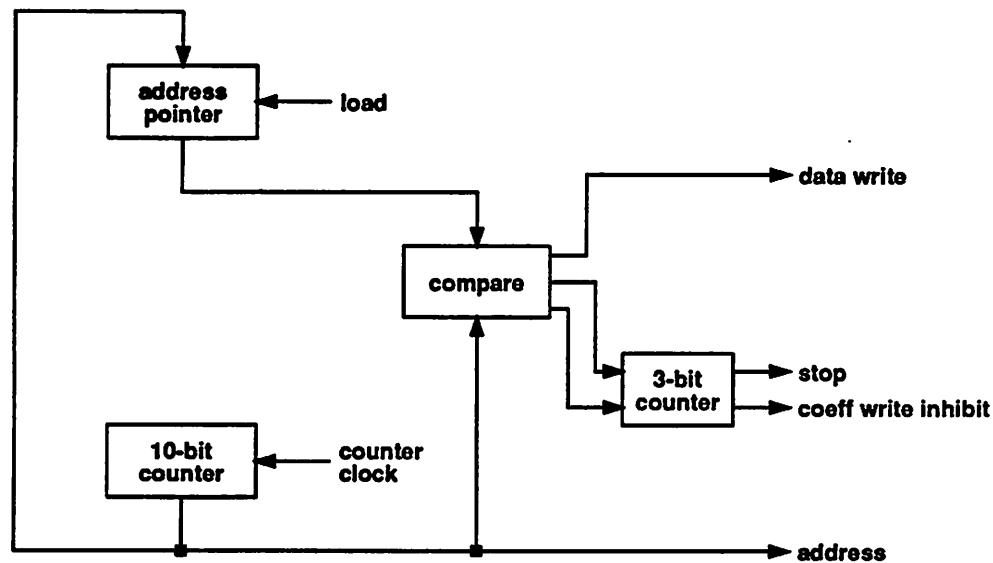 address
pointer
load
data write
compare
3-bit
counter
stop
coeff write inhibit
10-bit
counter
counter
clock
address